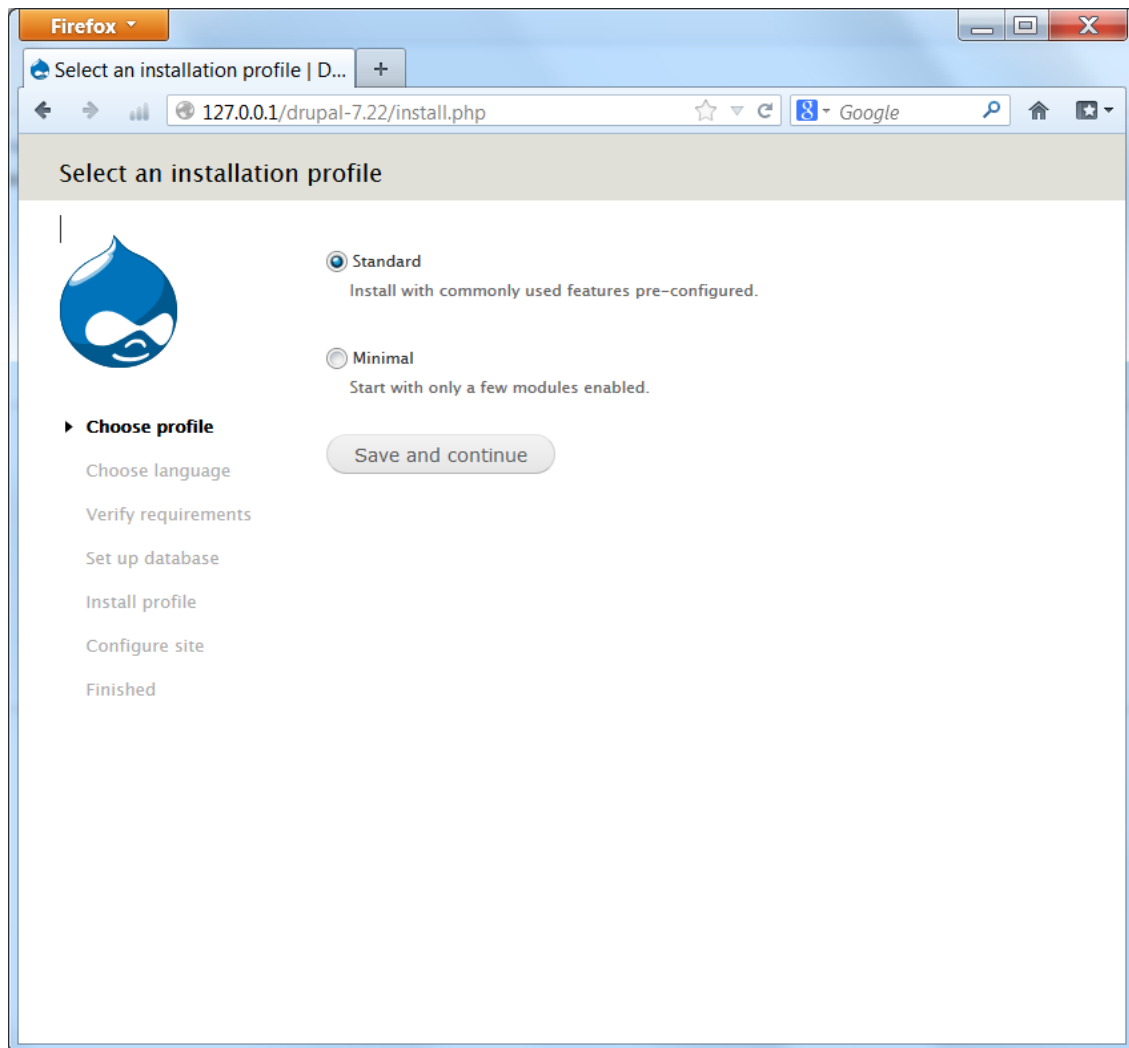 Firefox
Select an installation profile | D...
127.0.0.1/drupal-7.22/install.php
Google
Select an installation profile
Standard
Install with commonly used features pre-configured.
Minimal
Start with only a few modules enabled.
Save and continue
Choose profile
Choose language
Verify requirements
Set up database
Install profile
Configure site
Finished